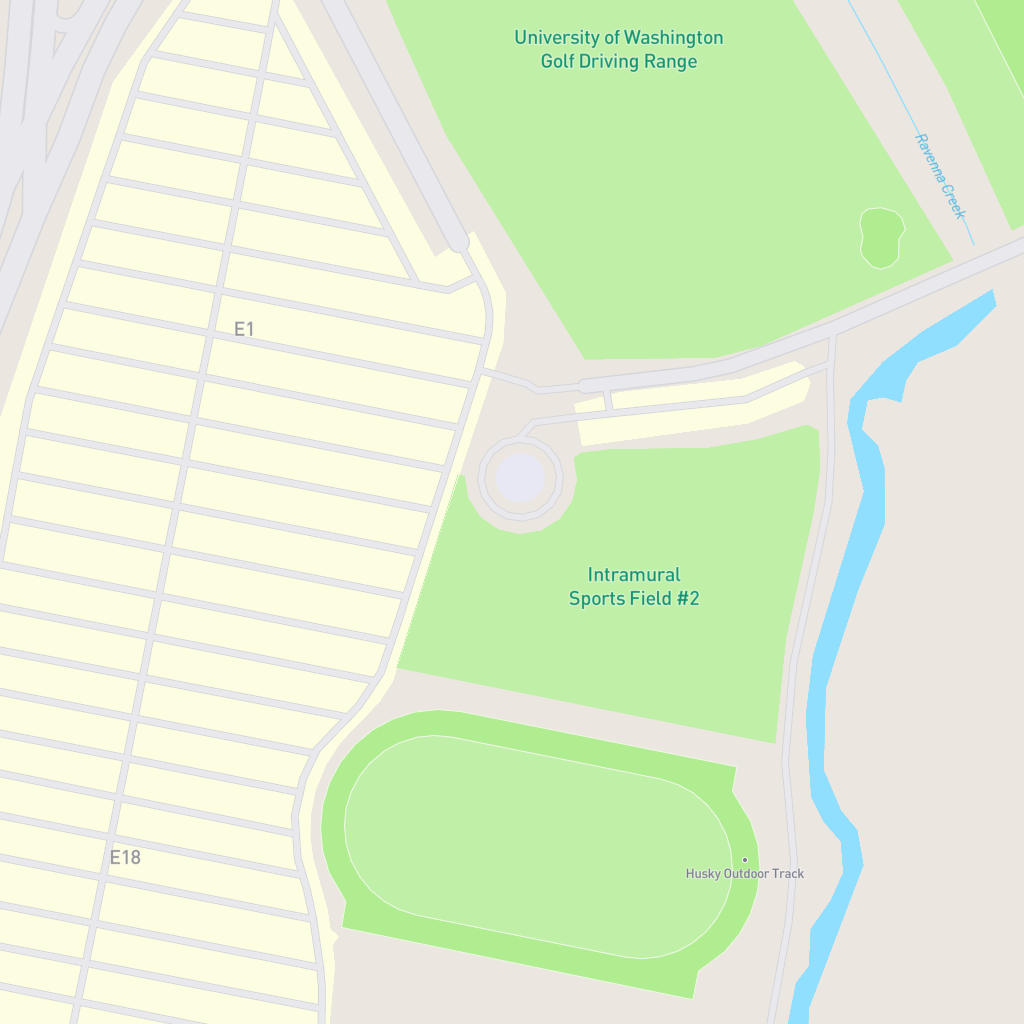 University of Washington
Golf Driving Range
Ravenna Creek
E1
Intramural
Sports Field #2
E18
Husky Outdoor Track